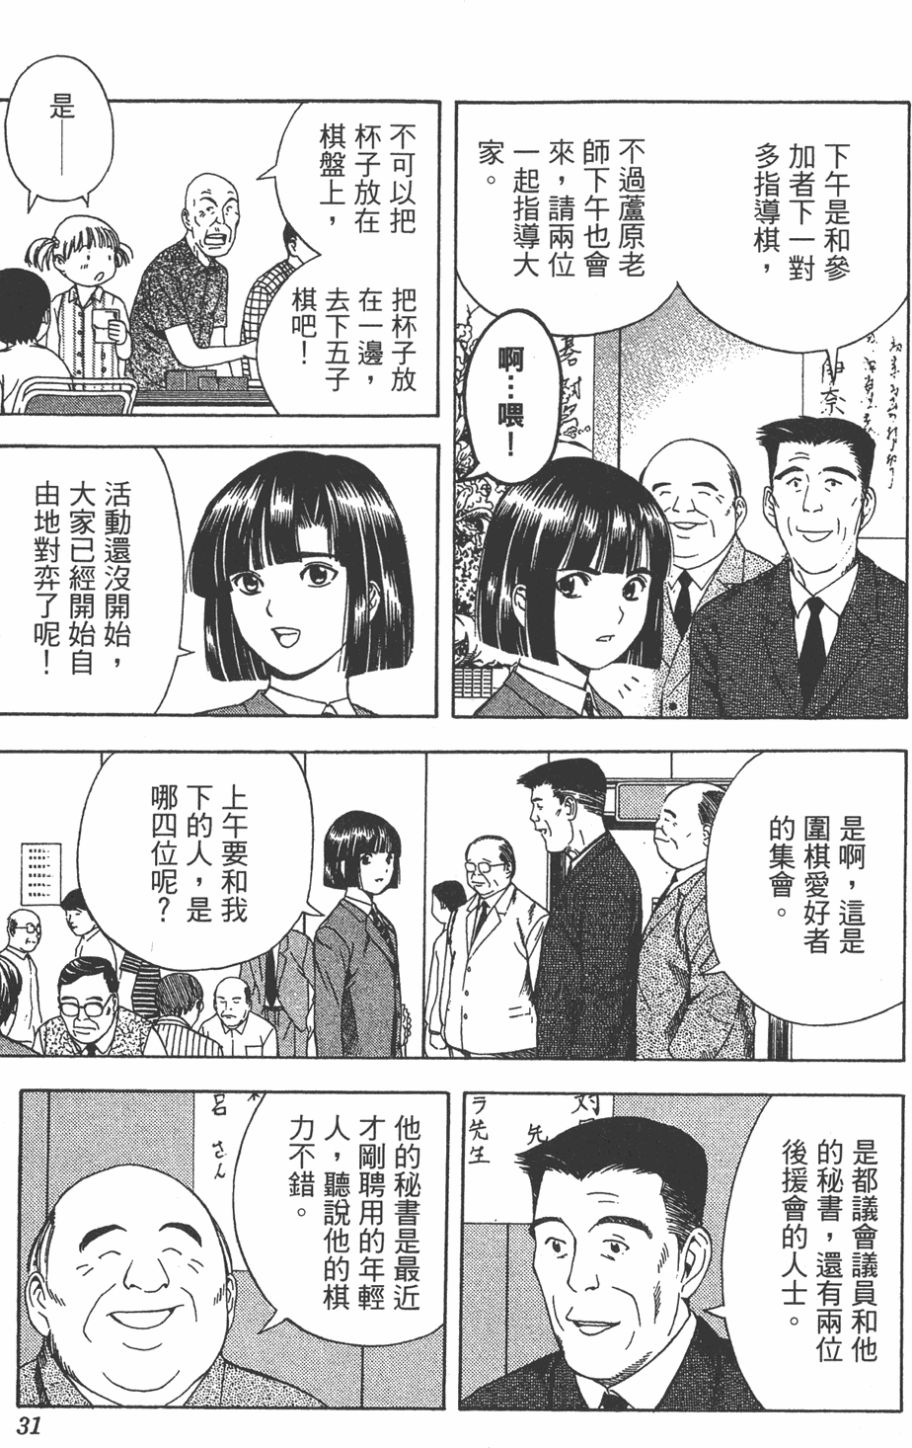 下午是和參
加者下一對
多指導棋，
不過蘆原老
師下午也會
來，請兩位
一起指導大
家。
啊…喂！
不可以把
杯子放在
棋盤上，
把杯子放
在一邊，
去下五子
棋吧！
是——
活動還沒開始，
大家已經開始自
由地對弈了呢！
是啊，這是
圍棋愛好者
的集會。
上午要和我
下的人，是
哪四位呢？
是都議會議員和他
的秘書，還有兩位
後援會的人士。
ラ先生
先
他的秘書是最近
才剛聘用的年輕
人，聽說他的棋
力不錯。
さん
31